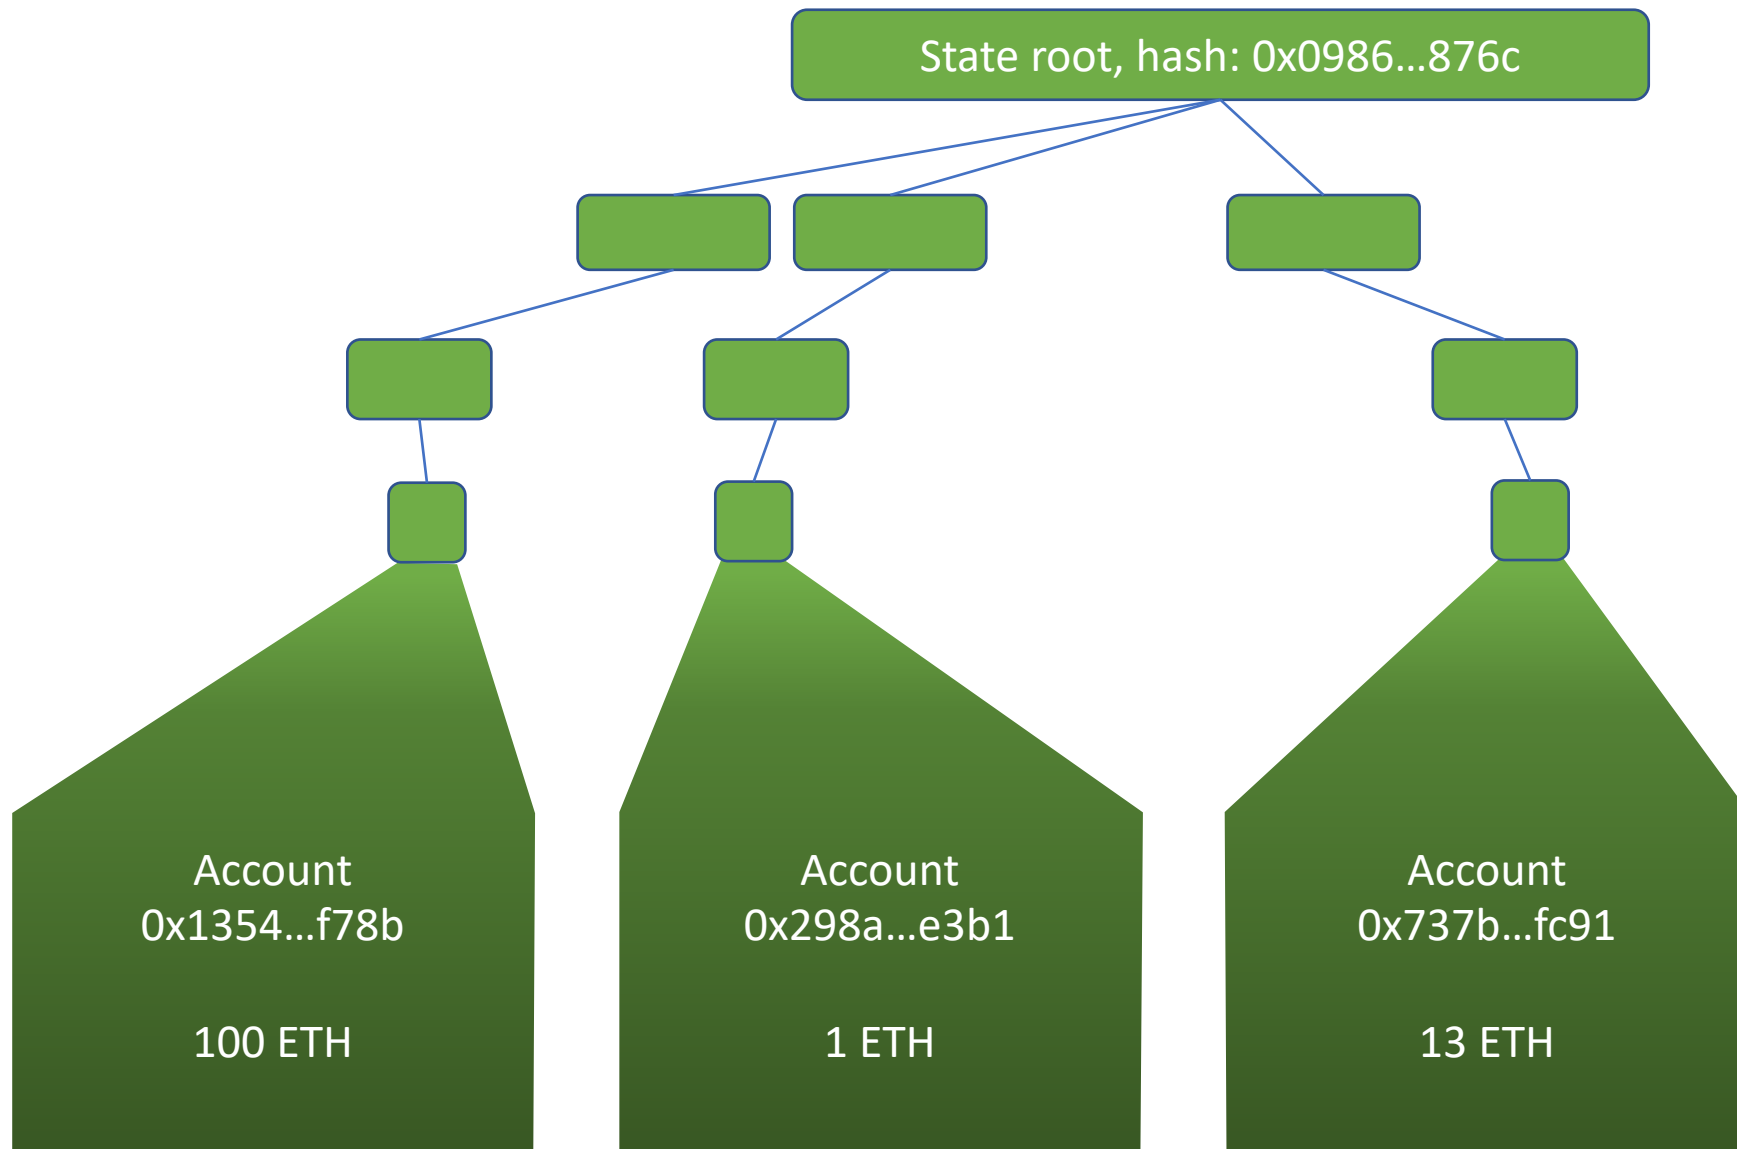 State root, hash: 0x0986...876c
Account
0x1354...f78b
100 ETH
Account
0x298a...e3b1
1 ETH
Account
0x737b...fc91
13 ETH